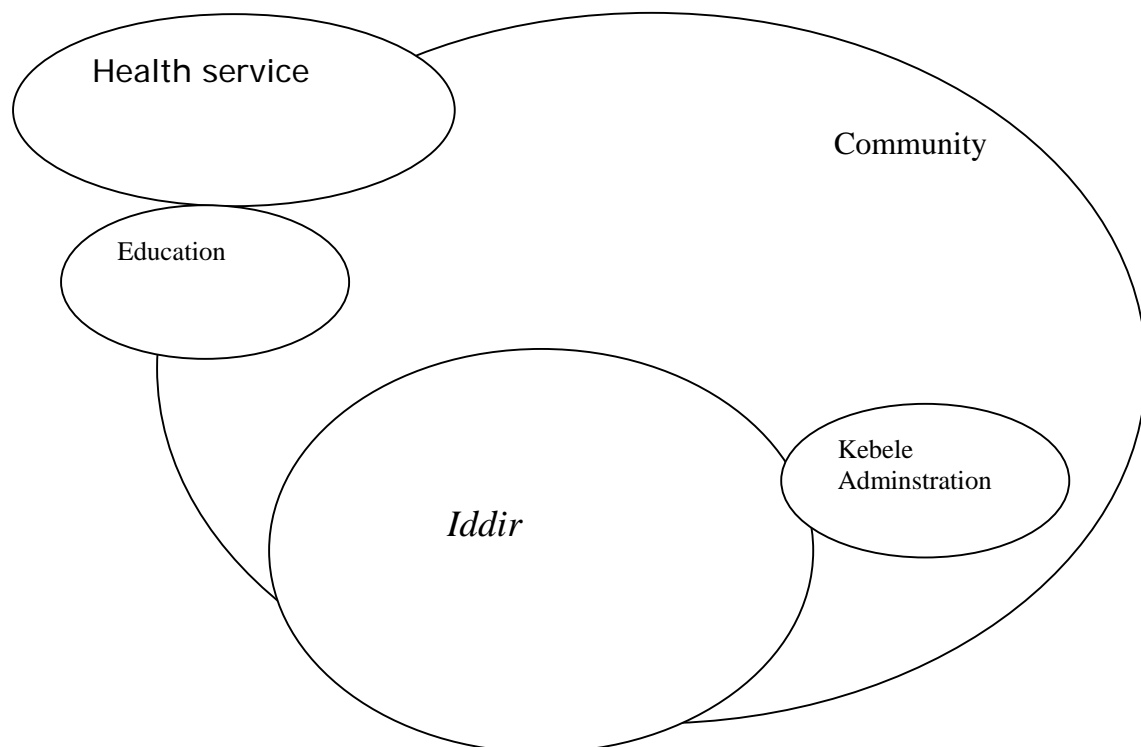 Health service
Community
Education
Kebele
Adminstration
Iddir